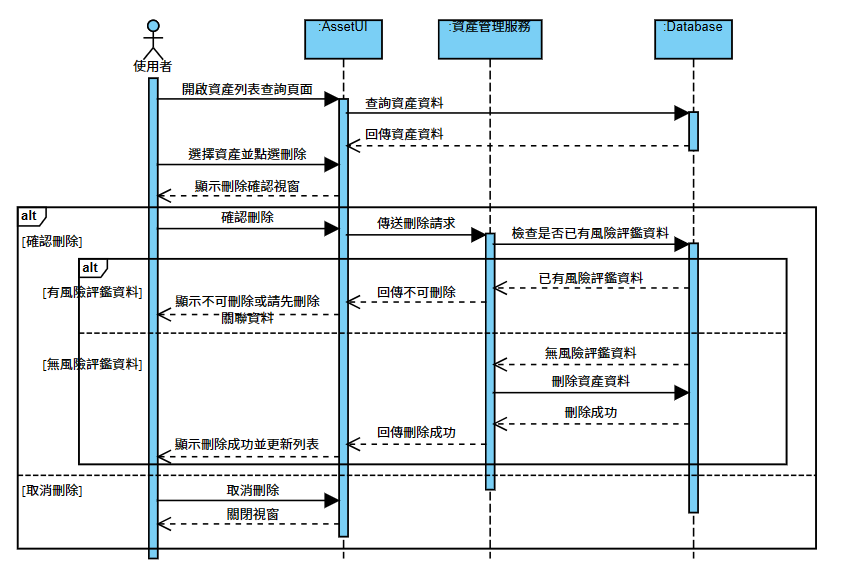 :AssetUI
:資產管理服務
:Database
使用者
開啟資產列表查詢頁面
查詢資產資料
回傳資產資料
選擇資產並點選刪除
顯示刪除確認視窗
alt
確認刪除
傳送刪除請求
檢查是否已有風險評鑑資料
[確認刪除]
alt
已有風險評鑑資料
[有風險評鑑資料]
回傳不可刪除
顯示不可刪除或請先刪除
關聯資料
無風險評鑑資料
[無風險評鑑資料]
刪除資產資料
刪除成功
回傳刪除成功
顯示刪除成功並更新列表
[取消刪除]
取消刪除
關閉視窗